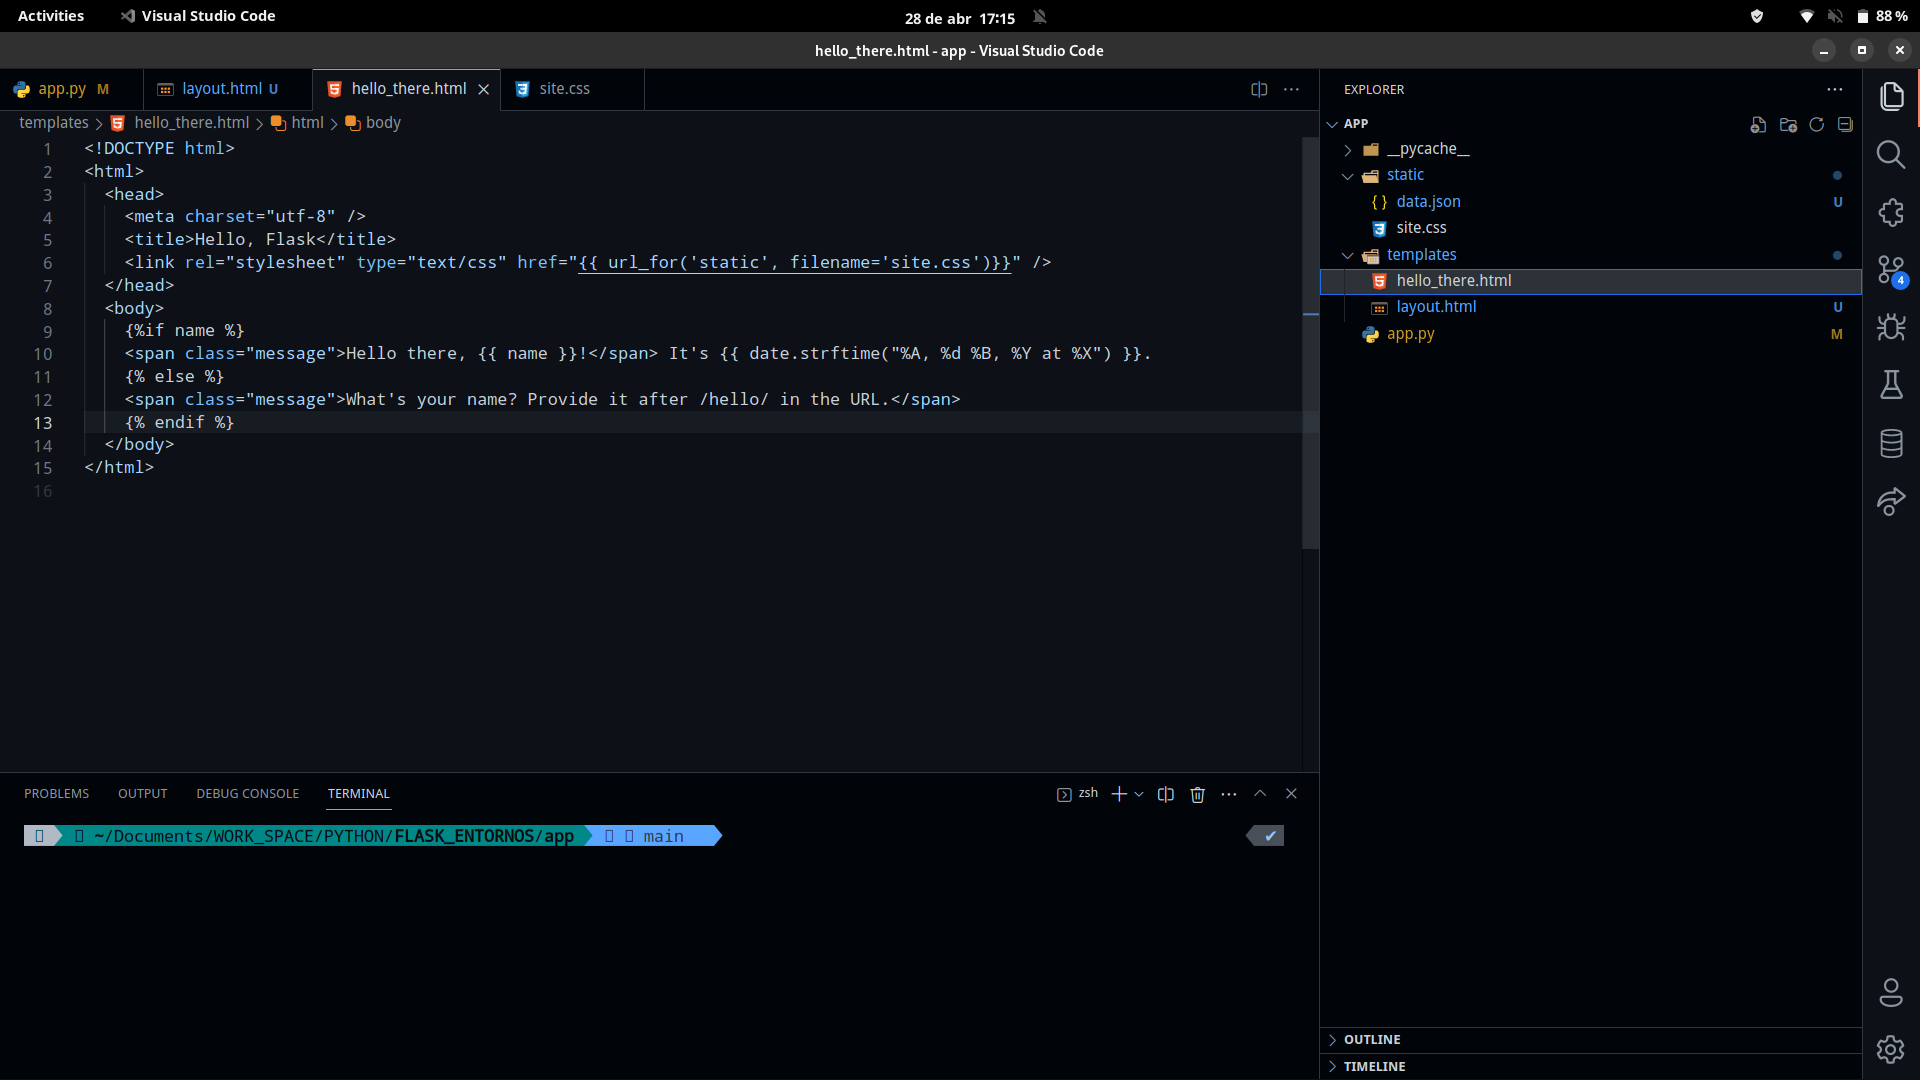 Activities Visual Studio Code 28 de abr 17:15 88 %
hello_there.html - app - Visual Studio Code
app.py M layout.html U hello_there.html site.css
templates > hello_there.html > html > body
1 <!DOCTYPE html>
2 <html>
3 <head>
4 <meta charset="utf-8" />
5 <title>Hello, Flask</title>
6 <link rel="stylesheet" type="text/css" href="{{ url_for('static', filename='site.css')}}" />
7 </head>
8 <body>
9 {%if name %}
10 <span class="message">Hello there, {{ name }}!</span> It's {{ date.strftime("%A, %d %B, %Y at %X") }}.
11 {% else %}
12 <span class="message">What's your name? Provide it after /hello/ in the URL.</span>
13 {% endif %}
14 </body>
15 </html>
16
PROBLEMS OUTPUT DEBUG CONSOLE TERMINAL zsh
~/Documents/WORK_SPACE/PYTHON/FLASK_ENTORNOS/app main ✔
EXPLORER
APP
__pycache__
static
data.json U
site.css
templates
hello_there.html
layout.html U
app.py M
4
OUTLINE
TIMELINE